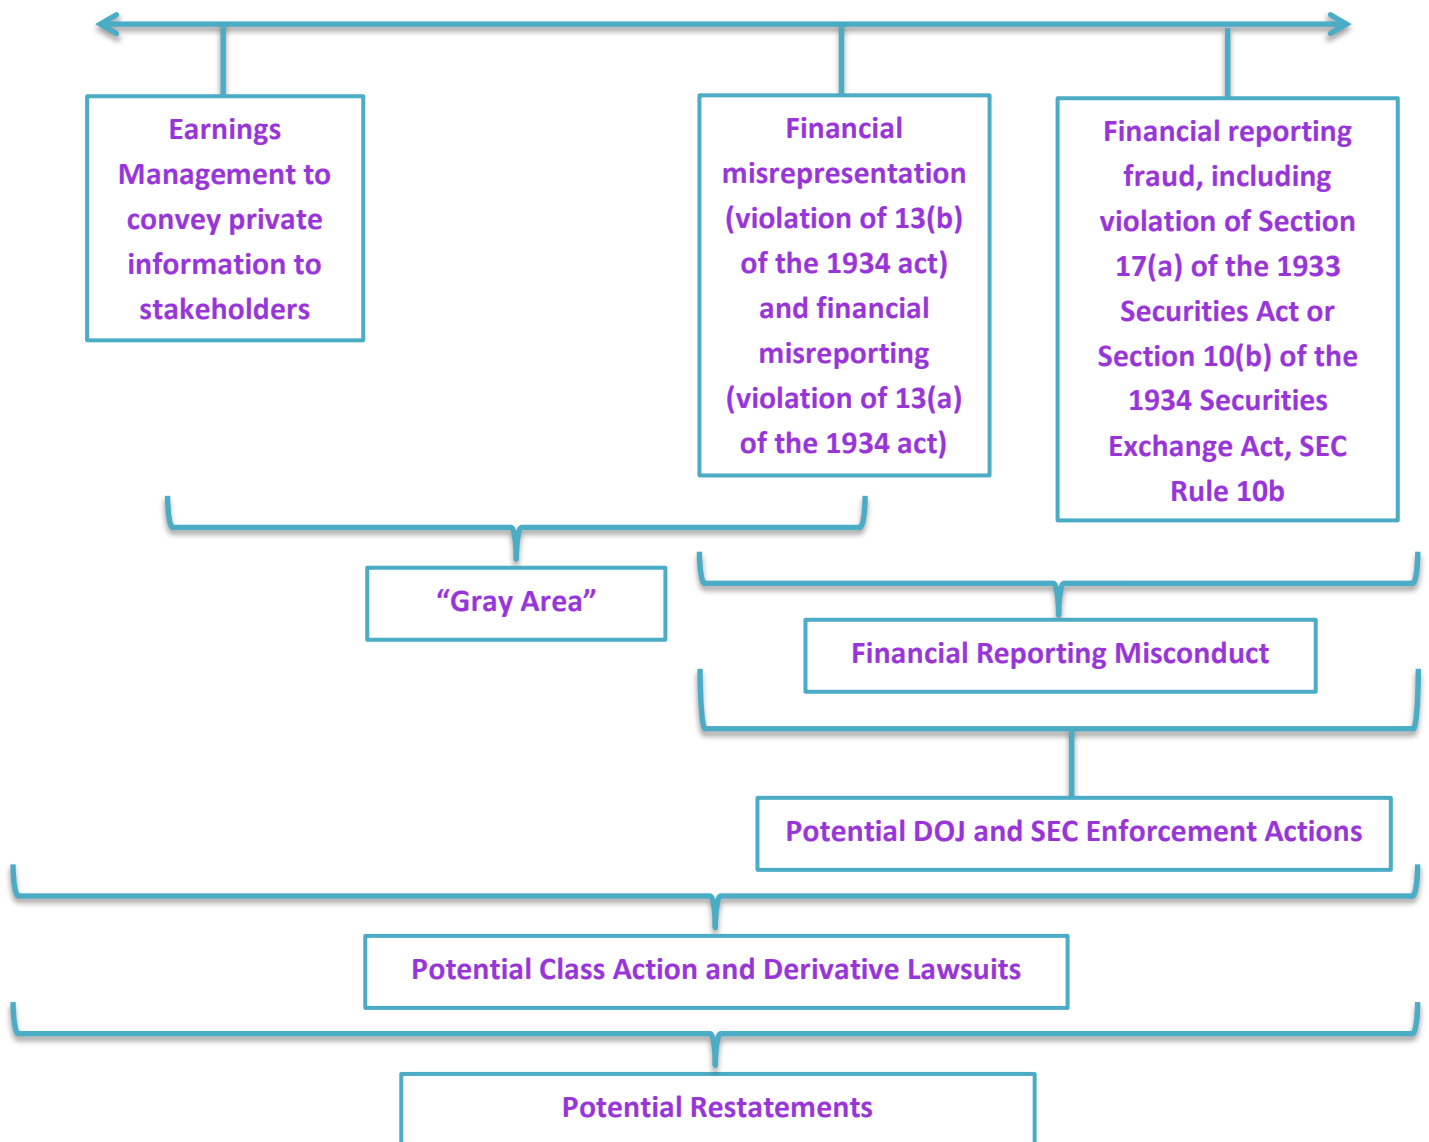 Earnings
Management to
convey private
information to
stakeholders
Financial
misrepresentation
(violation of 13(b)
of the 1934 act)
and financial
misreporting
(violation of 13(a)
of the 1934 act)
Financial reporting
fraud, including
violation of Section
17(a) of the 1933
Securities Act or
Section 10(b) of the
1934 Securities
Exchange Act, SEC
Rule 10b
“Gray Area”
Financial Reporting Misconduct
Potential DOJ and SEC Enforcement Actions
Potential Class Action and Derivative Lawsuits
Potential Restatements